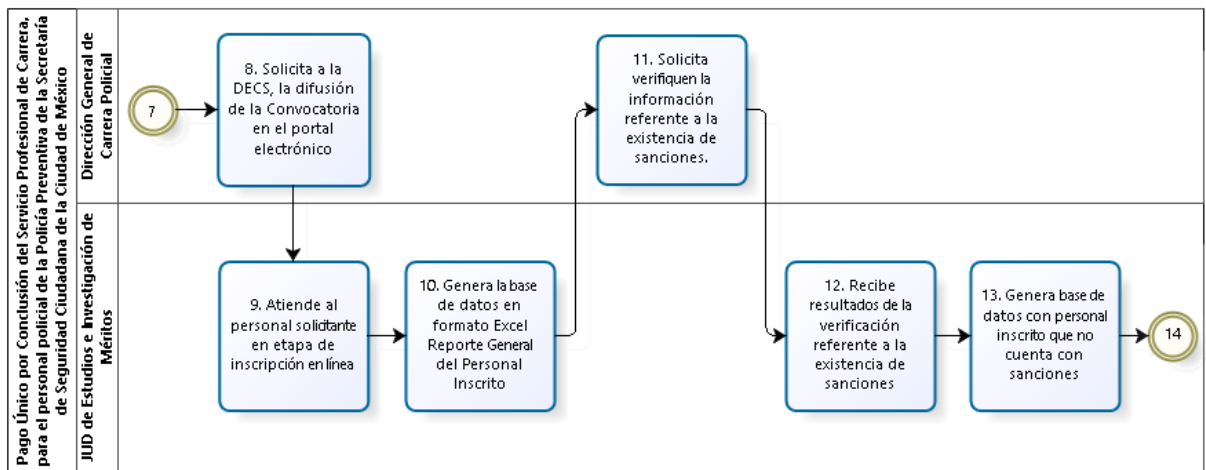 Pago Único por Conclusión del Servicio Profesional de Carrera,
para el personal policial de la Policía Preventiva de la Secretaría
de Seguridad Ciudadana de la Ciudad de México
Dirección General de
Carrera Policial
7
8. Solicita a la
DECS, la difusión
de la Convocatoria
en el portal
electrónico
11. Solicita
verifiquen la
información
referente a la
existencia de
sanciones.
JUD de Estudios e Investigación de
Méritos
9. Atiende al
personal solicitante
en etapa de
inscripción en línea
10. Genera la base
de datos en
formato Excel
Reporte General
del Personal
Inscrito
12. Recibe
resultados de la
verificación
referente a la
existencia de
sanciones
13. Genera base de
datos con personal
inscrito que no
cuenta con
sanciones
14